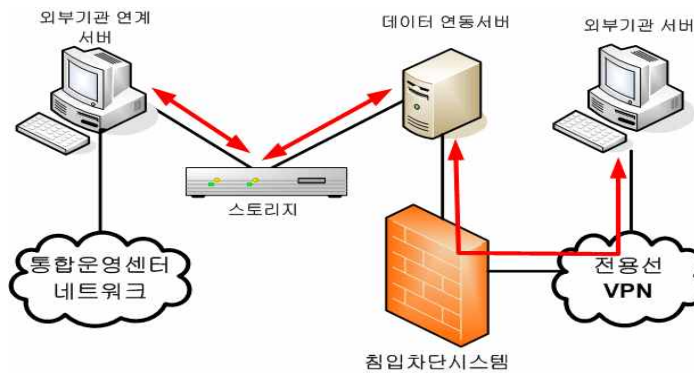 외부기관 연계
서버
데이터 연동서버
외부기관 서버
스토리지
통합운영센터
네트워크
전용선
VPN
침입차단시스템